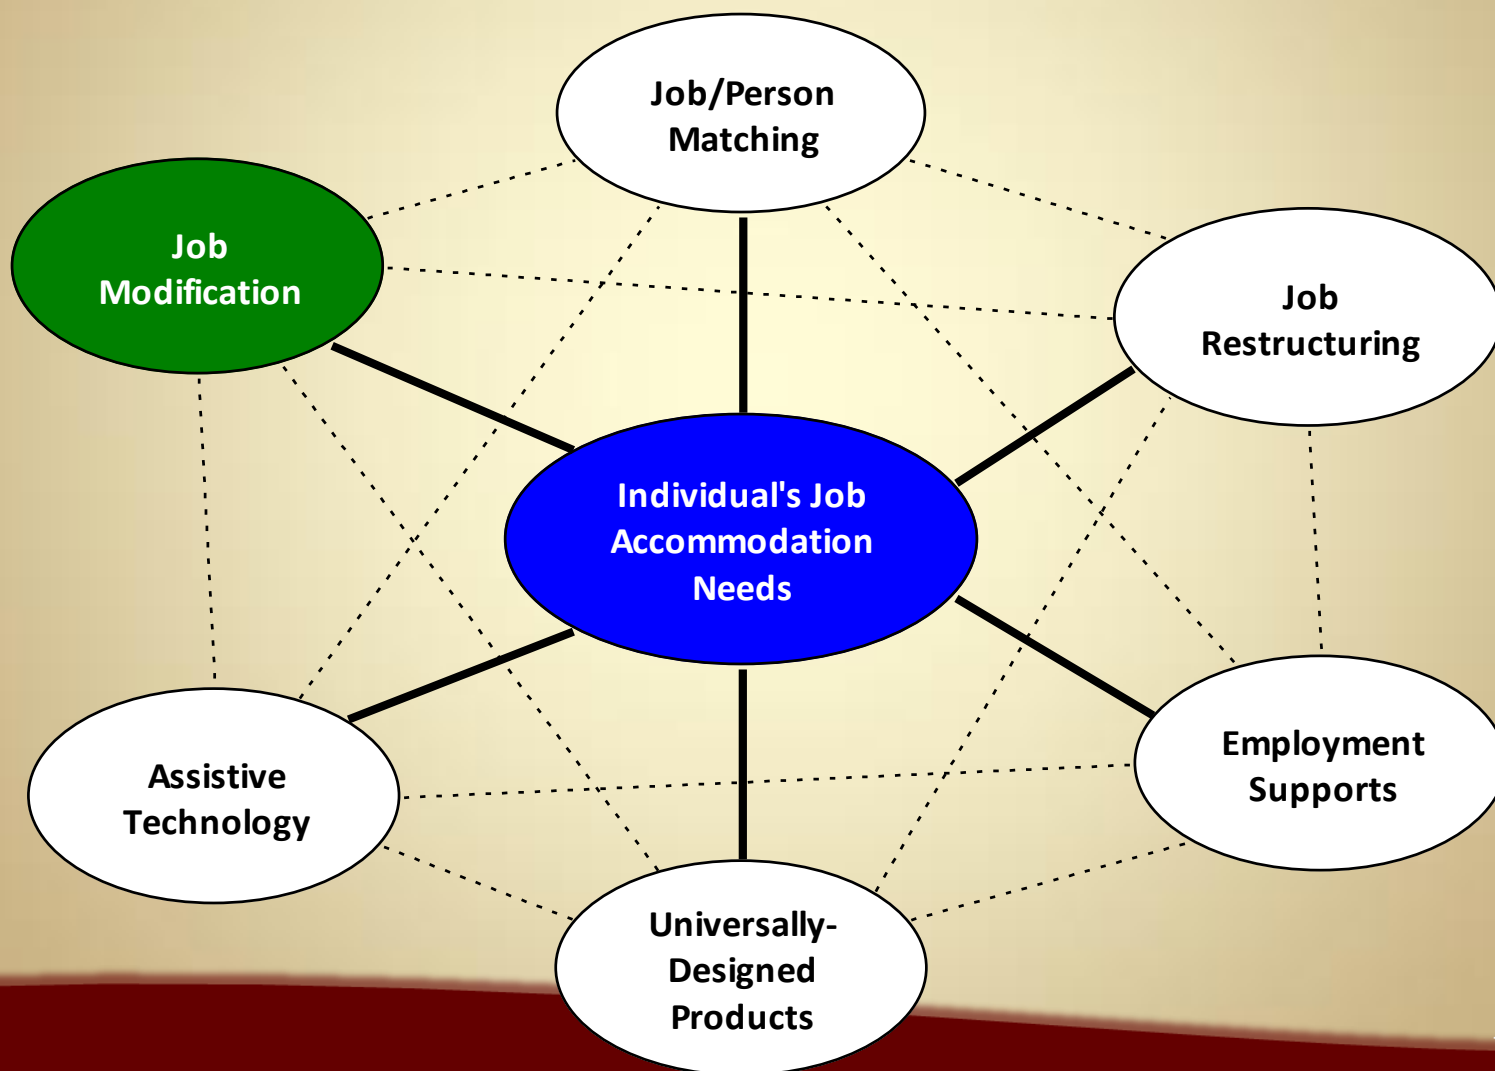 Job/Person
Matching
Job
Modification
Job
Restructuring
Individual's Job
Accommodation
Needs
Assistive
Technology
Employment
Supports
Universally-
Designed
Products